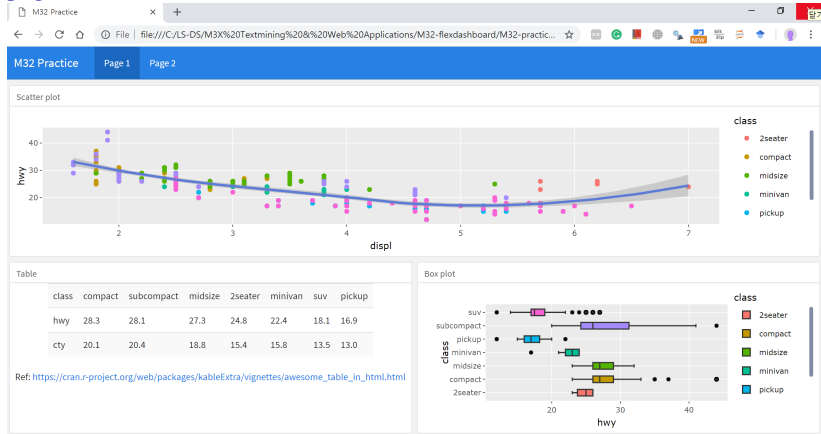 M32 Practice
File | file:///C:/LS-DS/M3X%20Textmining%20&%20Web%20Applications/M32-flexdashboard/M32-practic...
NEW
닫기
M32 Practice Page 1 Page 2
Scatter plot
hwy
40
30
20
2 3 4 5 6 7
displ
class
2seater
compact
midsize
minivan
pickup
Table
class compact subcompact midsize 2seater minivan suv pickup
hwy 28.3 28.1 27.3 24.8 22.4 18.1 16.9
cty 20.1 20.4 18.8 15.4 15.8 13.5 13.0
Ref: https://cran.r-project.org/web/packages/kableExtra/vignettes/awesome_table_in_html.html
Box plot
class
suv
subcompact
pickup
minivan
midsize
compact
2seater
20 30 40
hwy
class
2seater
compact
midsize
minivan
pickup